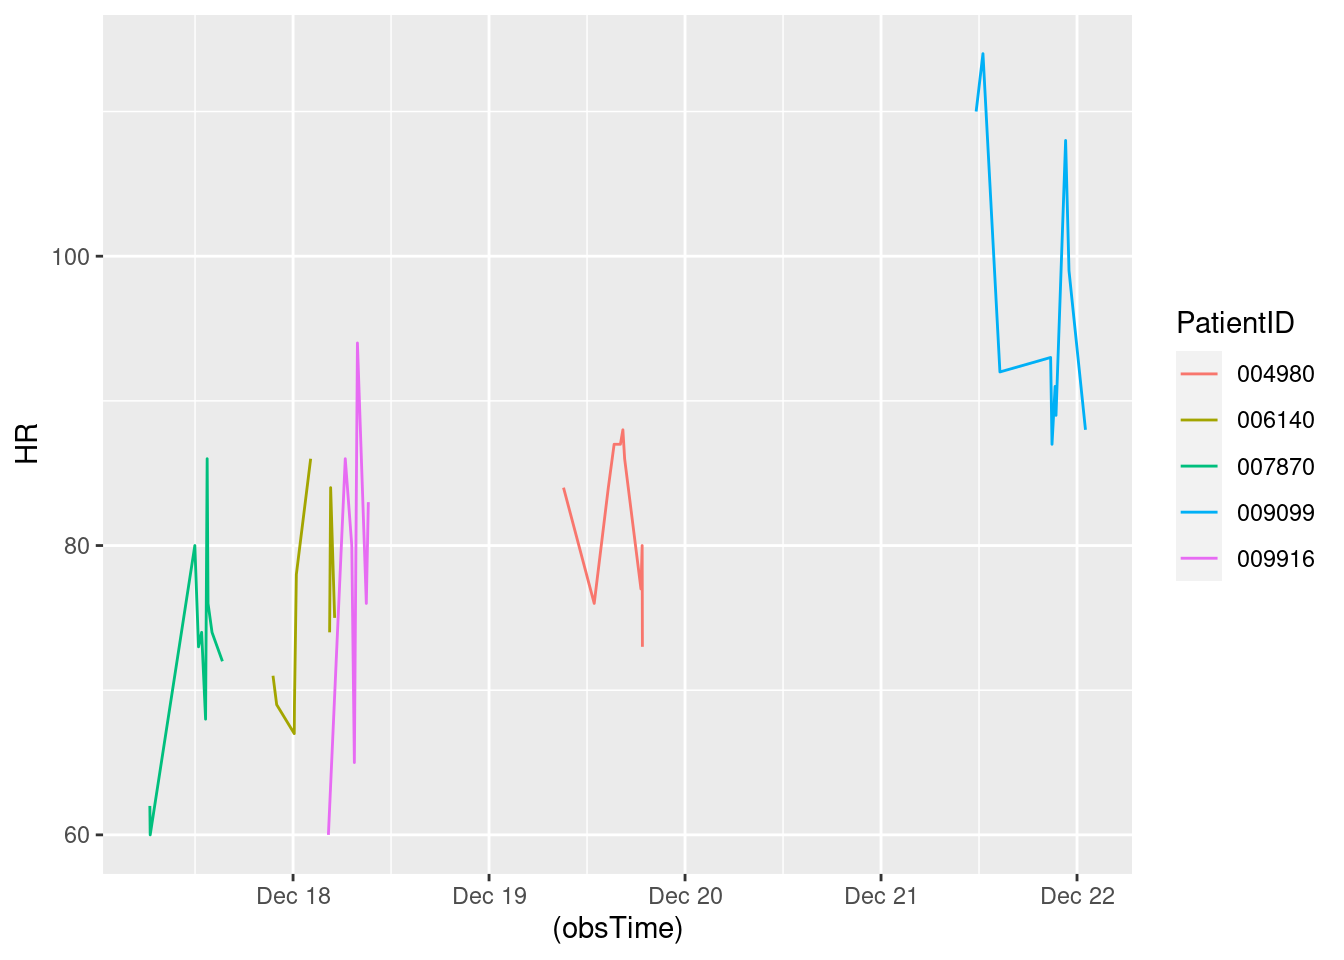 HR
100
80
60
Dec 18
Dec 19
Dec 20
Dec 21
Dec 22
(obsTime)
PatientID
004980
006140
007870
009099
009916